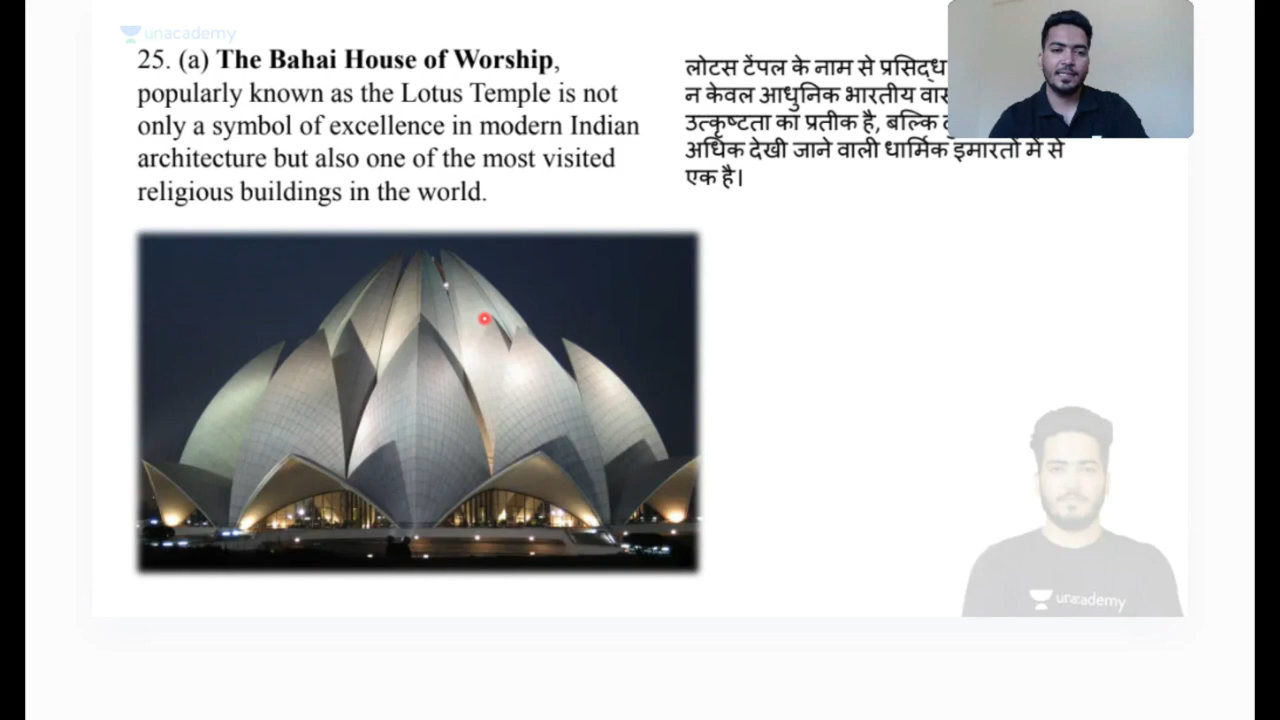 unacademy
25. (a) The Bahai House of Worship,
popularly known as the Lotus Temple is not
only a symbol of excellence in modern Indian
architecture but also one of the most visited
religious buildings in the world.
लोटस टेंपल के नाम से प्रसिद्ध
न केवल आधुनिक भारतीय
उत्कृष्टता का प्रतीक है, बल्कि
अधिक देखी जाने वाली धार्मिक इमारतों में से
एक है।
unacademy